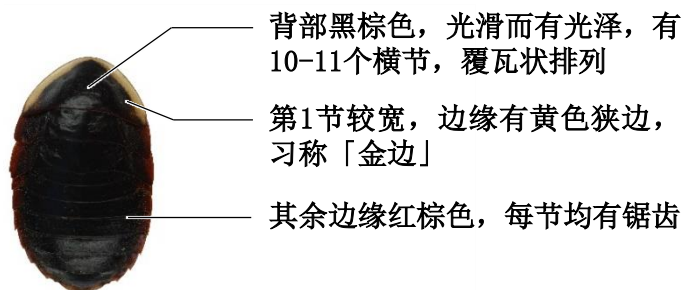 背部黑棕色，光滑而有光泽，有
10-11个横节，覆瓦状排列
第1节较宽，边缘有黄色狭边，
习称「金边」
其余边缘红棕色，每节均有锯齿